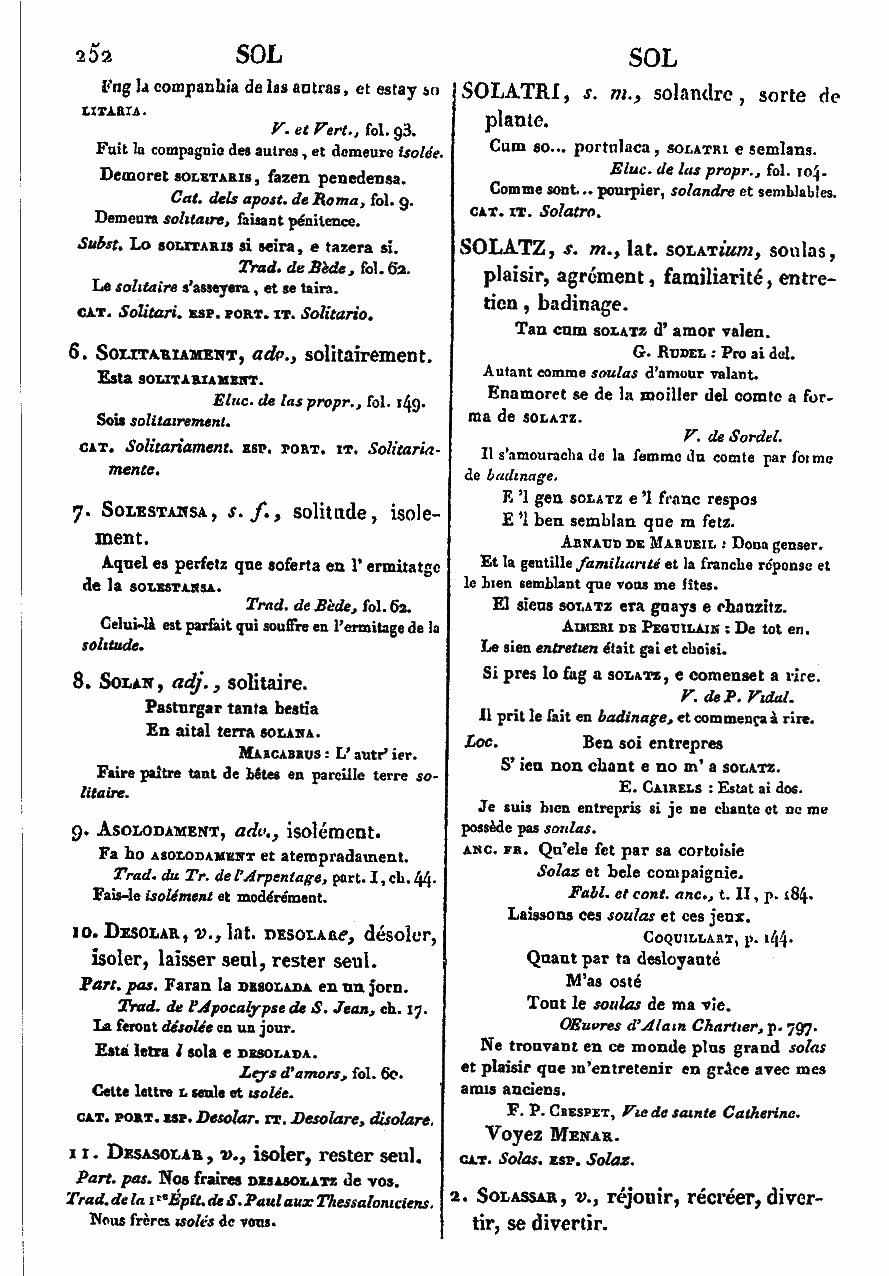 252 SOL
Fug la companhia de las autras, et estay so
LITARIA.
V. et Vert., fol. 93.
Fuit la compagnie des autres, et demeure isolée.
Demoret SOLETARIS, fazen penedensa.
Cat. dels apost. de Roma, fol. 9.
Demeura solitaire, faisant pénitence.
Subst. Lo SOLITARIS si seira, e tazera si.
Trad. de Bède, fol. 62.
Le solitaire s'asseyera, et se taira.
CAT. Solitari. ESP. PORT. IT. Solitario.
6. SOLITARIAMENT, adv., solitairement.
Esta SOLITARIAMENT.
Eluc. de las propr., fol. 149.
Sois solitairement.
CAT. Solitariament. ESP. PORT. IT. Solitaria-
mente.
7. SOLESTANSA, s. f., solitude, isole-
ment.
Aquel es perfetz que soferta en l'ermitatge
de la SOLESTANSA.
Trad. de Bède, fol. 62.
Celui-là est parfait qui souffre en l'ermitage de la
solitude.
8. SOLAN, adj., solitaire.
Pasturgar tanta bestia
En aital terra SOLANA.
MARCABRUS : L'autr'ier.
Faire paître tant de bêtes en pareille terre so-
litaire.
9. ASOLODAMENT, adv., isolément.
Fa ho ASOLODAMENT et atempradament.
Trad. du Tr. de l'Arpentage, part. I, ch. 44.
Fais-le isolément et modérément.
10. DESOLAR, v., lat. DESOLARe, désoler,
isoler, laisser seul, rester seul.
Part. pas. Faran la DESOLADA en un jorn.
Trad. de l'Apocalypse de S. Jean, ch. 17.
La feront désolée en un jour.
Esta letra l sola e DESOLADA.
Leys d'amors, fol. 60.
Cette lettre L seule et isolée.
CAT. PORT. ESP. Desolar. IT. Desolare, disolare.
11. DESASOLAR, v., isoler, rester seul.
Part. pas. Nos fraires DESASOLATZ de vos.
Trad. de la 1re Épît. de S. Paul aux Thessaloniciens.
Nous frères isolés de vous.
SOL
SOLATRI, s. m., solandre, sorte de
plante.
Cum so... portulaca, SOLATRI e semlans.
Eluc. de las propr., fol. 104.
Comme sont... pourpier, solandre et semblables.
CAT. IT. Solatro.
SOLATZ, s. m., lat. SOLATium, soulas,
plaisir, agrément, familiarité, entre-
tien, badinage.
Tan cum SOLATZ d'amor valen.
G. RUDEL : Pro ai del.
Autant comme soulas d'amour valant.
Enamoret se de la moiller del comte a for-
ma de SOLATZ.
V. de Sordel.
Il s'amouracha de la femme du comte par forme
de badinage.
E 'l gen SOLATZ e 'l franc respos
E 'l ben semblan que m fetz.
ARNAUD DE MARUEIL : Dona genser.
Et la gentille familiarité et la franche réponse et
le bien semblant que vous me fites.
El sieus SOLATZ era guays e chauzitz.
AIMERI DE PEGUILAIN : De tot en.
Le sien entretien était gai et choisi.
Si pres lo fag a SOLATZ, e comenset a rire.
V. de P. Vidal.
Il prit le fait en badinage, et commença à rire.
Loc. Ben soi entrepres
S'ieu non chant e no m'a SOLATZ.
E. CAIRELS : Estat ai dos.
Je suis bien entrepris si je ne chante et ne me
possède pas soulas.
ANC. FR. Qu'ele fet par sa cortoisie
Solaz et bele compaignie.
Fabl. et cont. anc., t. II, p. 184.
Laissons ces soulas et ces jeux.
COQUILLART, p. 144.
Quant par ta desloyauté
M'as osté
Tout le soulas de ma vie.
Œuvres d'Alain Chartier, p. 797.
Ne trouvant en ce monde plus grand solas
et plaisir que m'entretenir en grâce avec mes
amis anciens.
F. P. CRESPET, Vie de sainte Catherine.
Voyez MENAR.
CAT. Solas. ESP. Solaz.
2. SOLASSAR, v., réjouir, récréer, diver-
tir, se divertir.